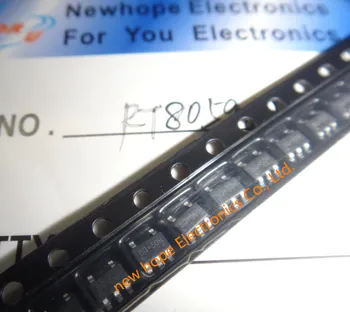 Newhope Electronics
For You Electronics
NO. RT8059
new hope Electronics Co., Ltd.